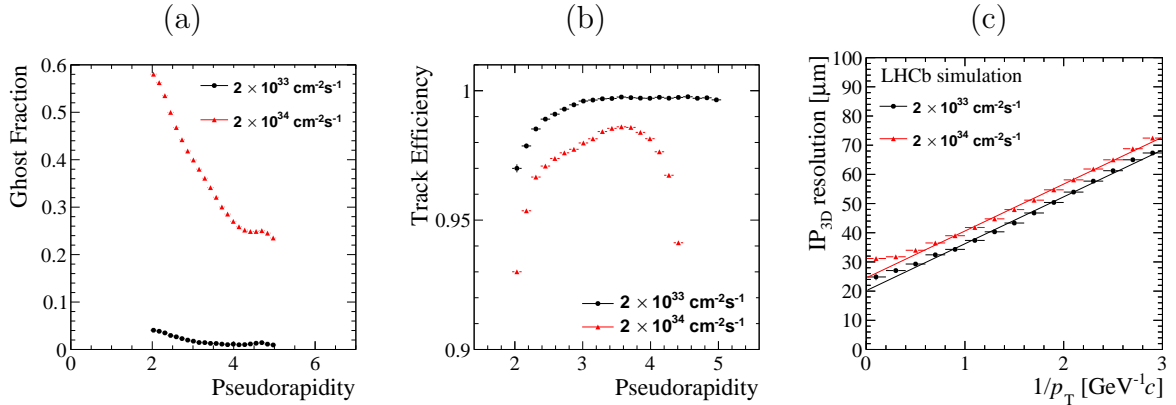 (a)
Ghost Fraction
0.6
0.5
0.4
0.3
0.2
0.1
0
0 2 4 6
Pseudorapidity
2 × 10³³ cm⁻²s⁻¹
2 × 10³⁴ cm⁻²s⁻¹
(b)
Track Efficiency
1
0.95
0.9
2 3 4 5
Pseudorapidity
2 × 10³³ cm⁻²s⁻¹
2 × 10³⁴ cm⁻²s⁻¹
(c)
IP₃D resolution [μm]
100
90
80
70
60
50
40
30
20
10
0
0 1 2 3
1/p_T [GeV⁻¹c]
LHCb simulation
2 × 10³³ cm⁻²s⁻¹
2 × 10³⁴ cm⁻²s⁻¹